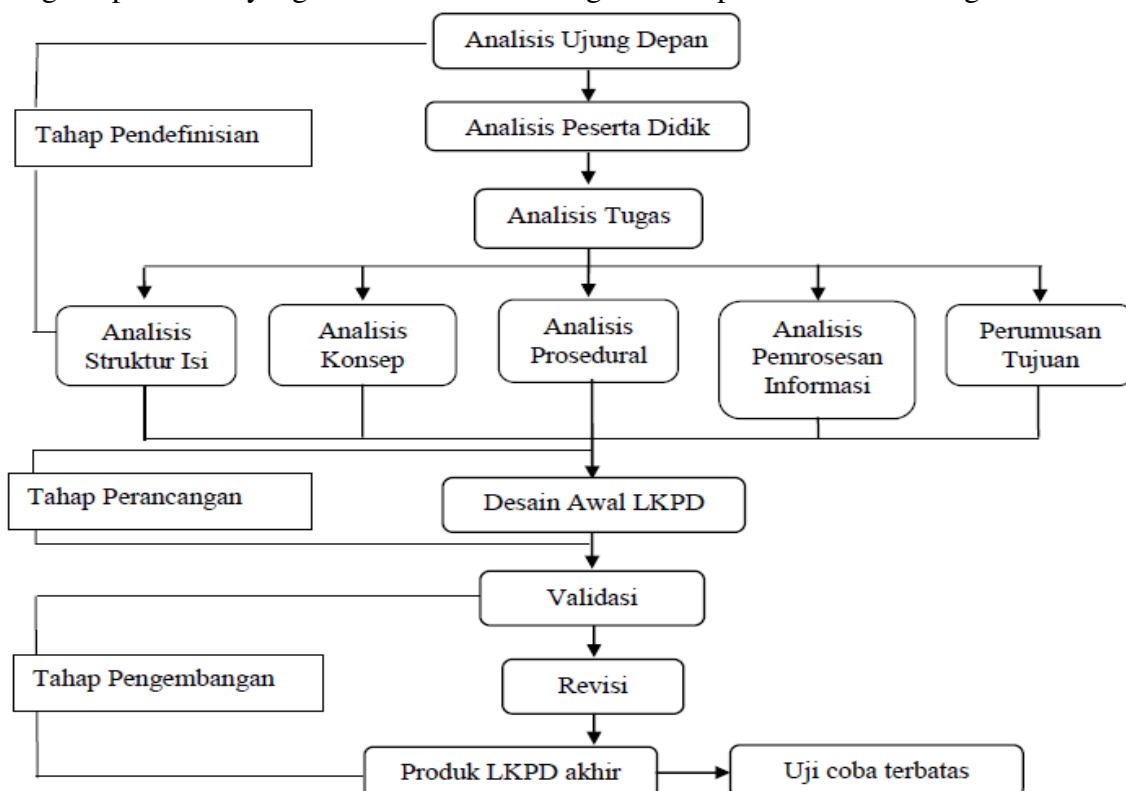 Analisis Ujung Depan
Tahap Pendefinisian
Analisis Peserta Didik
Analisis Tugas
Analisis
Struktur Isi
Analisis
Konsep
Analisis
Prosedural
Analisis
Pemrosesan
Informasi
Perumusan
Tujuan
Tahap Perancangan
Desain Awal LKPD
Validasi
Tahap Pengembangan
Revisi
Produk LKPD akhir
Uji coba terbatas